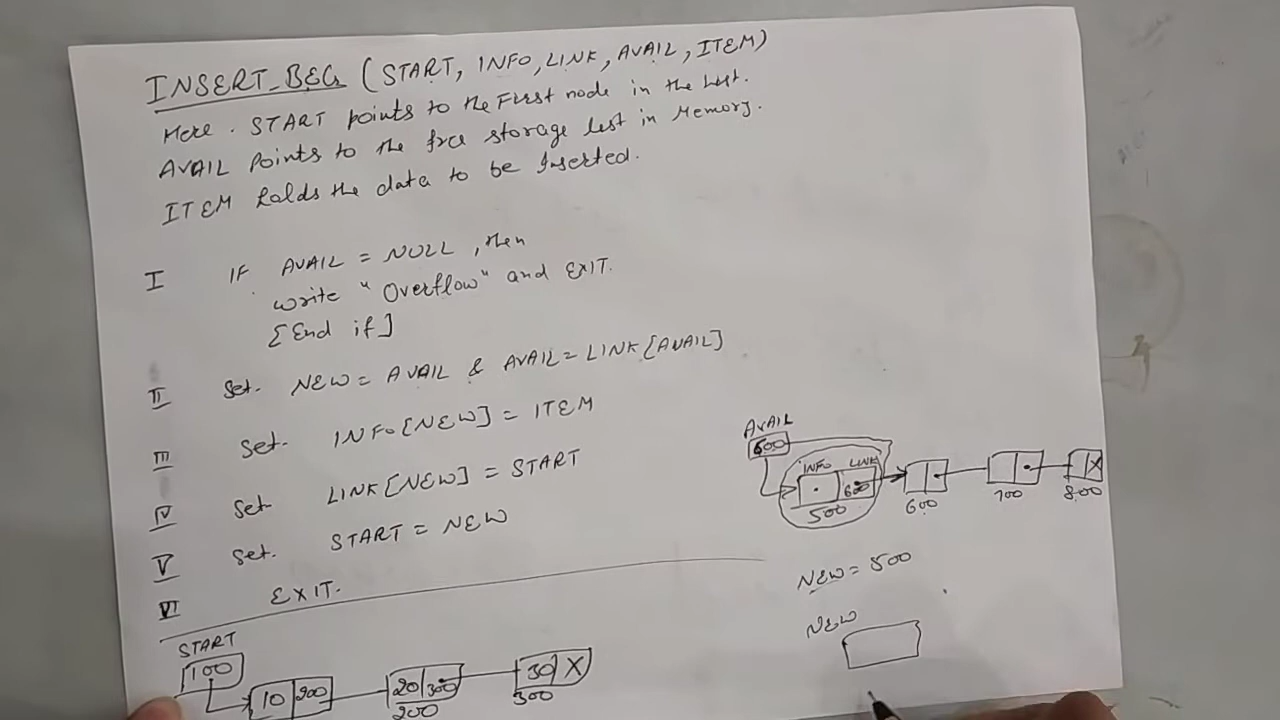 INSERT_BEG (START, INFO, LINK, AVAIL, ITEM)
Here. START points to the First node in the List.
AVAIL points to the free storage list in Memory.
ITEM holds the data to be Inserted.
I IF AVAIL = NULL, then
write "Overflow" and EXIT.
[End if]
II Set. NEW = AVAIL & AVAIL = LINK[AVAIL]
III Set. INFO[NEW] = ITEM
IV Set LINK[NEW] = START
V Set. START = NEW
VI EXIT.
AVAIL
600
INFO LINK
600
500 600 700 800
X
NEW = 500
NEW
START
100
10 200 20 300 30 X
200 300